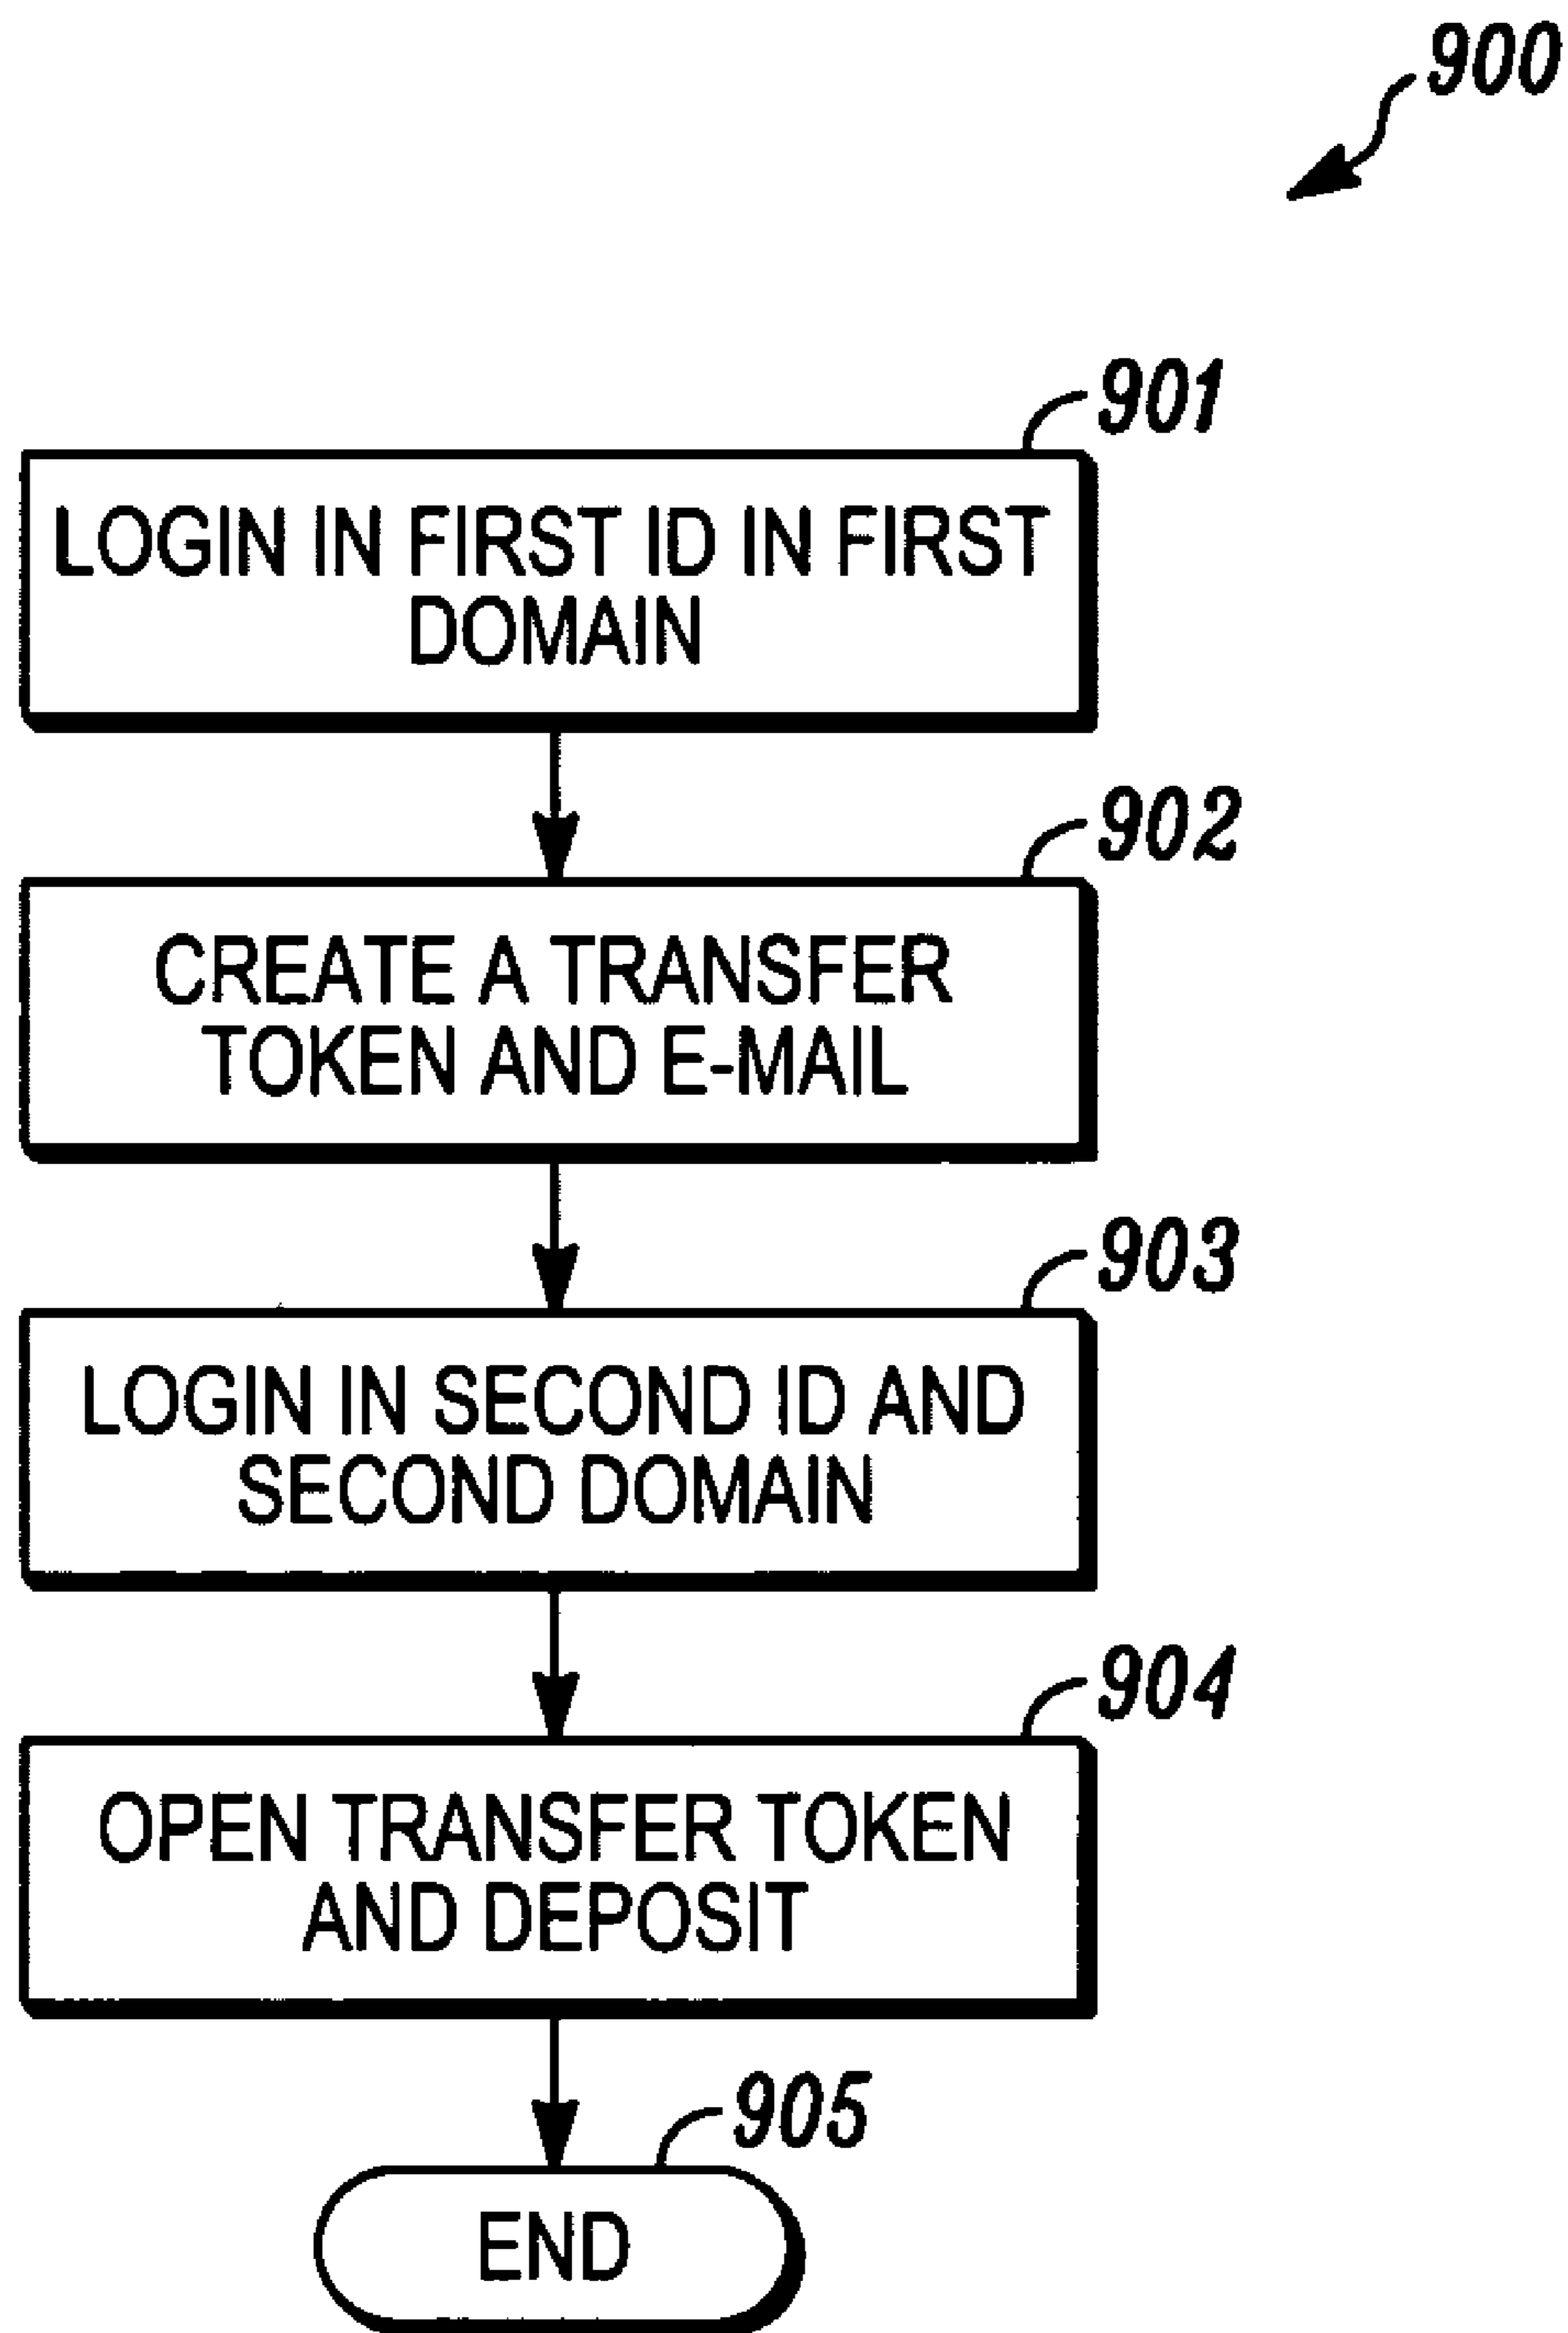 900
901
LOGIN IN FIRST ID IN FIRST
DOMAIN
902
CREATE A TRANSFER
TOKEN AND E-MAIL
903
LOGIN IN SECOND ID AND
SECOND DOMAIN
904
OPEN TRANSFER TOKEN
AND DEPOSIT
905
END